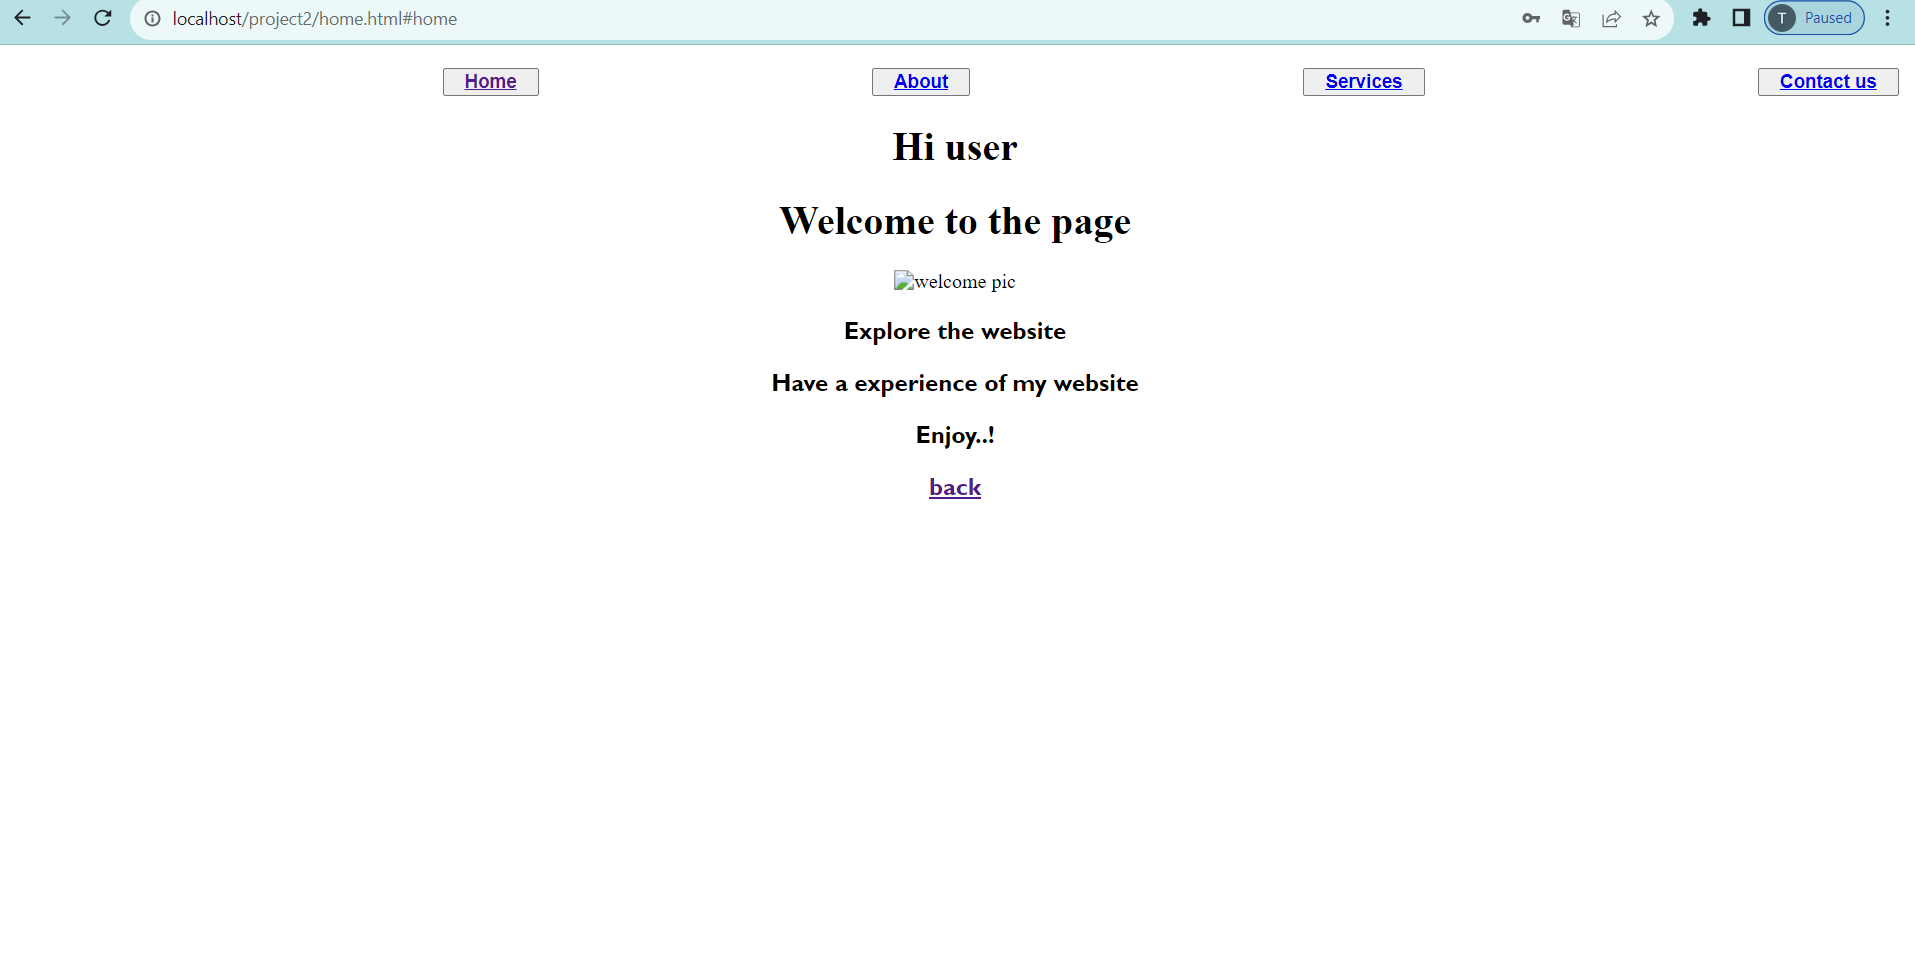 localhost/project2/home.html#home
T Paused
Home About Services Contact us
Hi user
Welcome to the page
welcome pic
Explore the website
Have a experience of my website
Enjoy..!
back